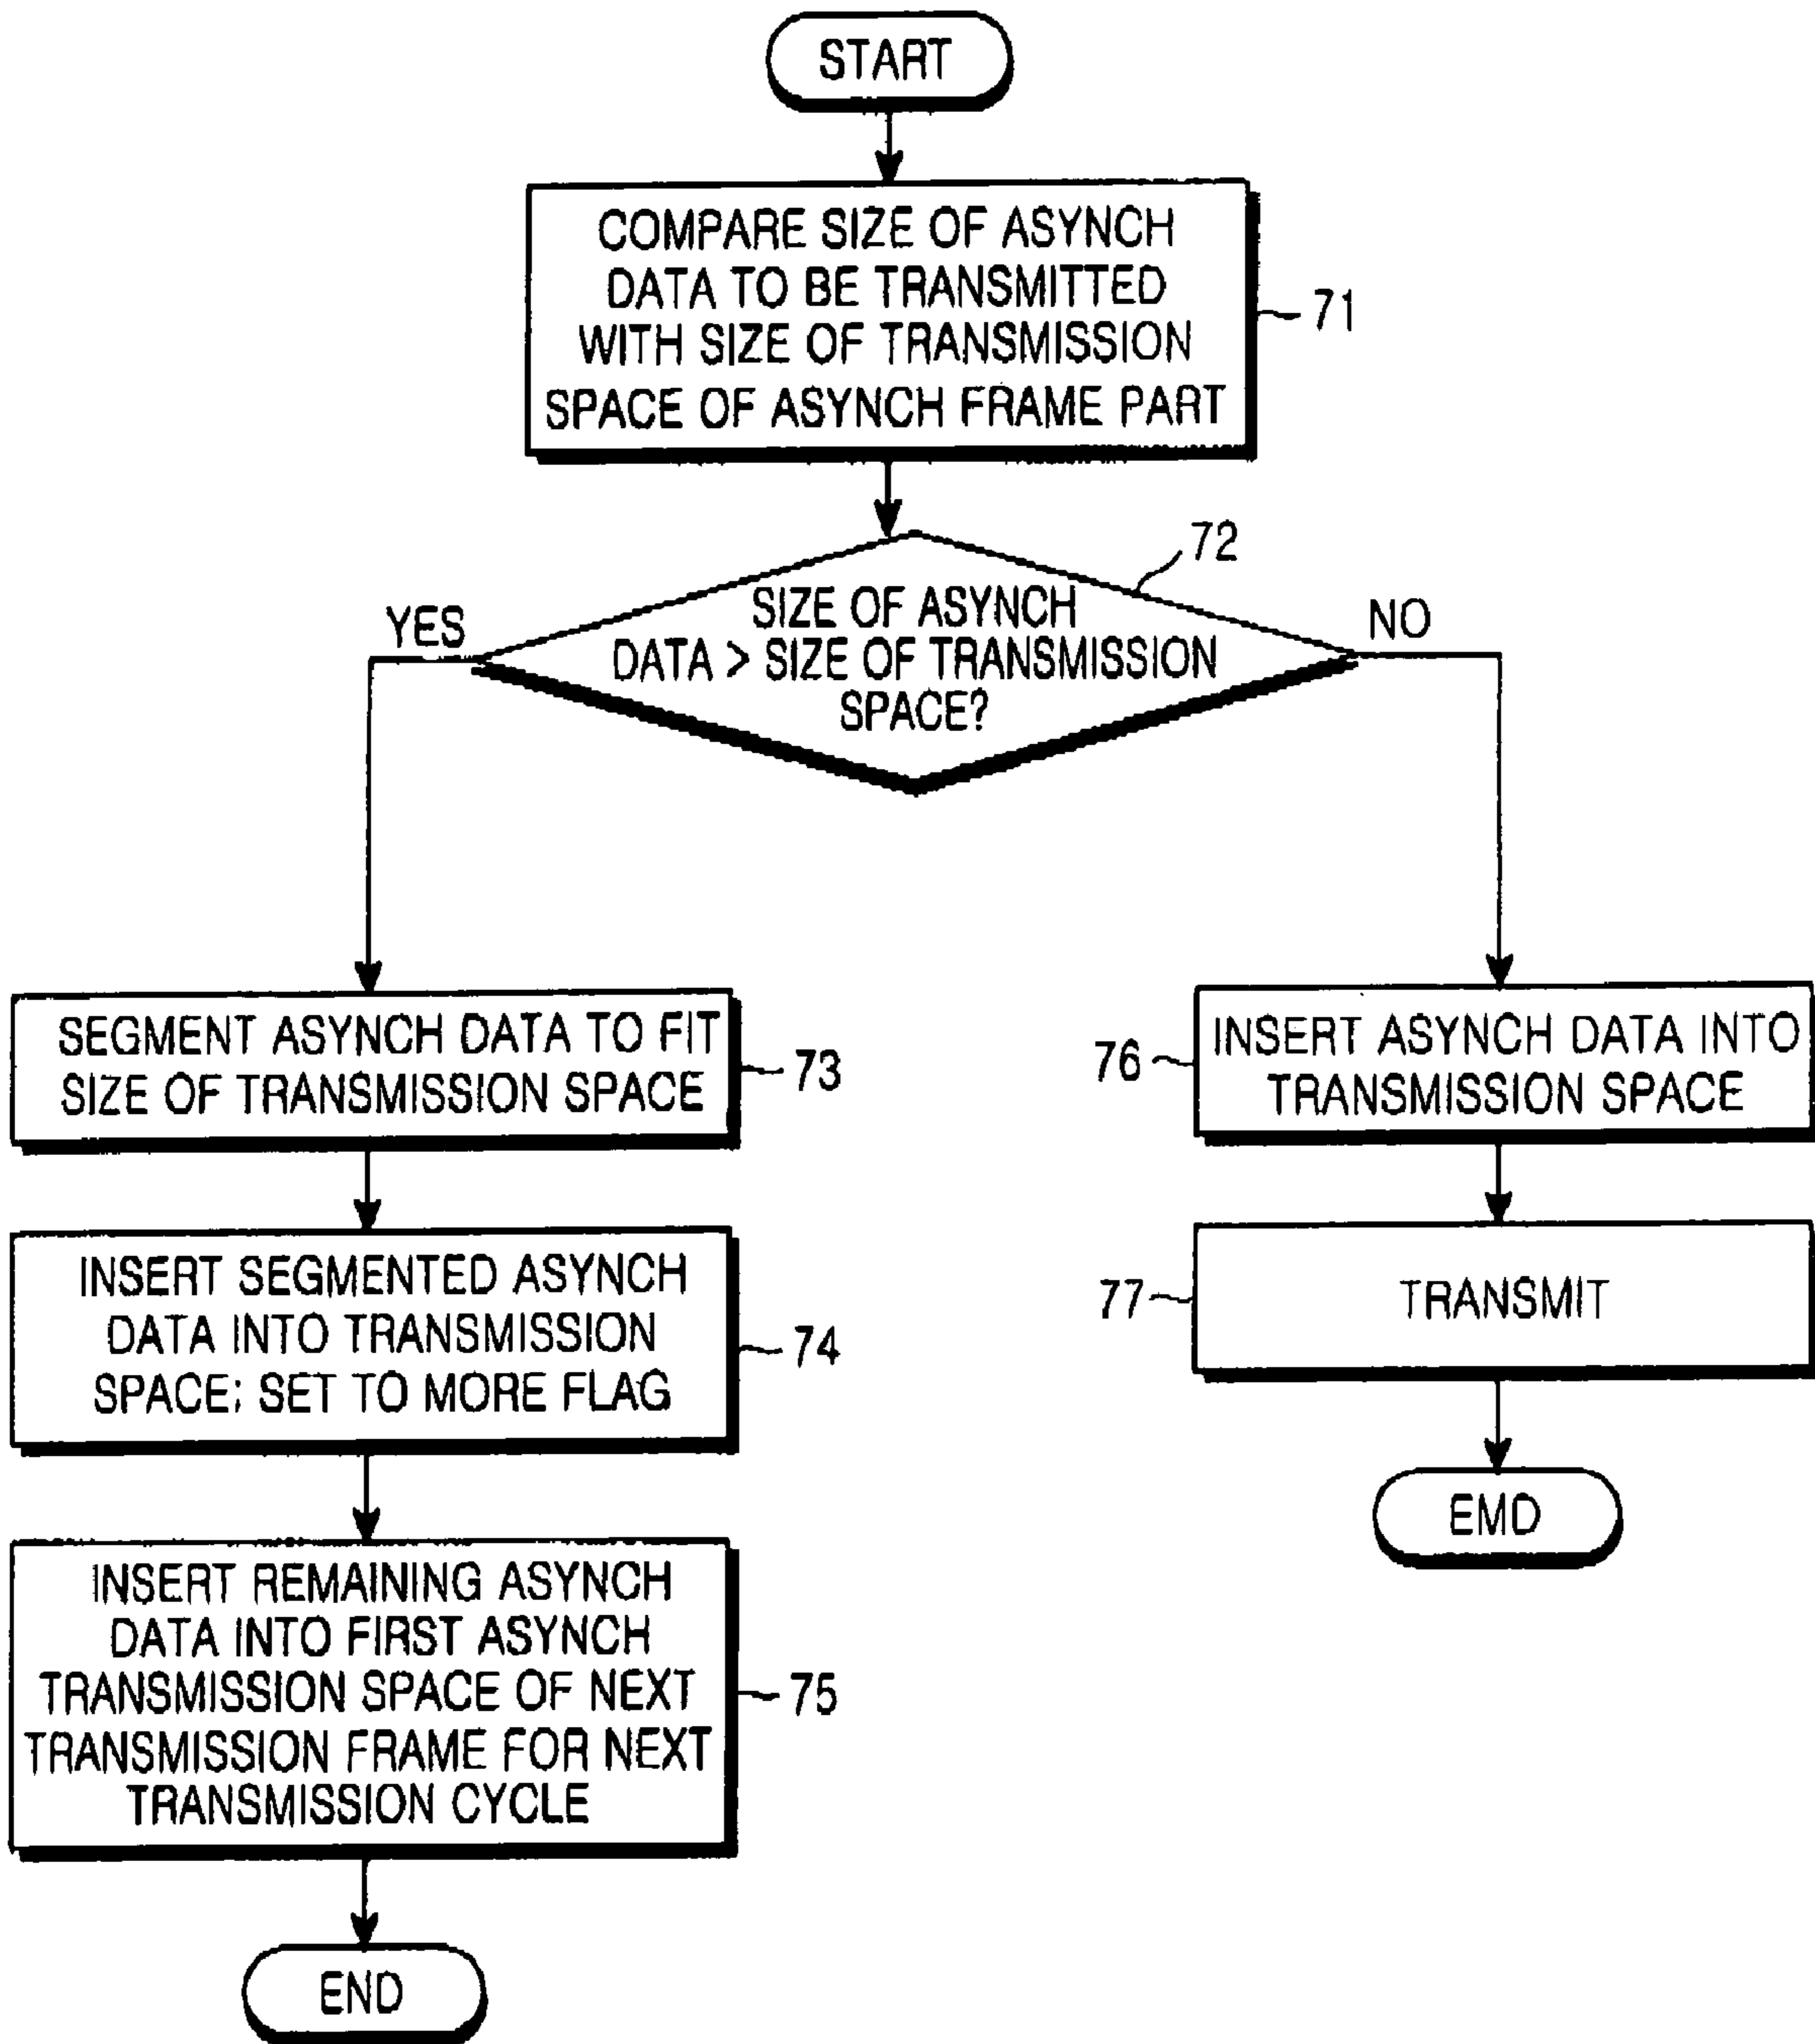 START
COMPARE SIZE OF ASYNCH
DATA TO BE TRANSMITTED
WITH SIZE OF TRANSMISSION
SPACE OF ASYNCH FRAME PART
71
72
SIZE OF ASYNCH
DATA > SIZE OF TRANSMISSION
SPACE?
YES
NO
SEGMENT ASYNCH DATA TO FIT
SIZE OF TRANSMISSION SPACE
73
INSERT SEGMENTED ASYNCH
DATA INTO TRANSMISSION
SPACE; SET TO MORE FLAG
74
INSERT REMAINING ASYNCH
DATA INTO FIRST ASYNCH
TRANSMISSION SPACE OF NEXT
TRANSMISSION FRAME FOR NEXT
TRANSMISSION CYCLE
75
END
76
INSERT ASYNCH DATA INTO
TRANSMISSION SPACE
77
TRANSMIT
EMD